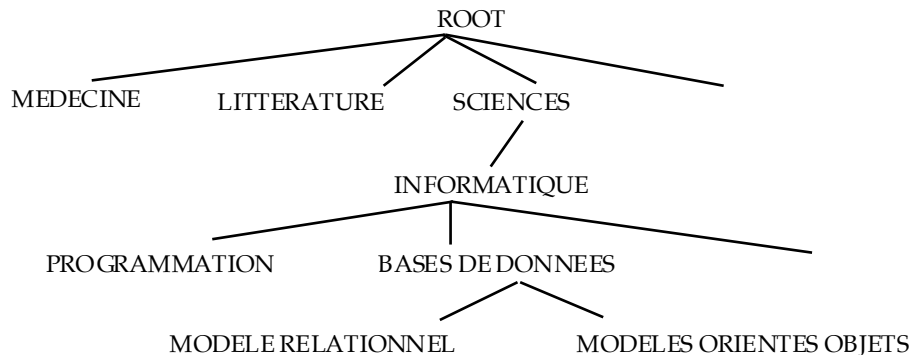 ROOT
MEDECINE LITTERATURE SCIENCES
INFORMATIQUE
PROGRAMMATION BASES DE DONNEES
MODELE RELATIONNEL MODELES ORIENTES OBJETS